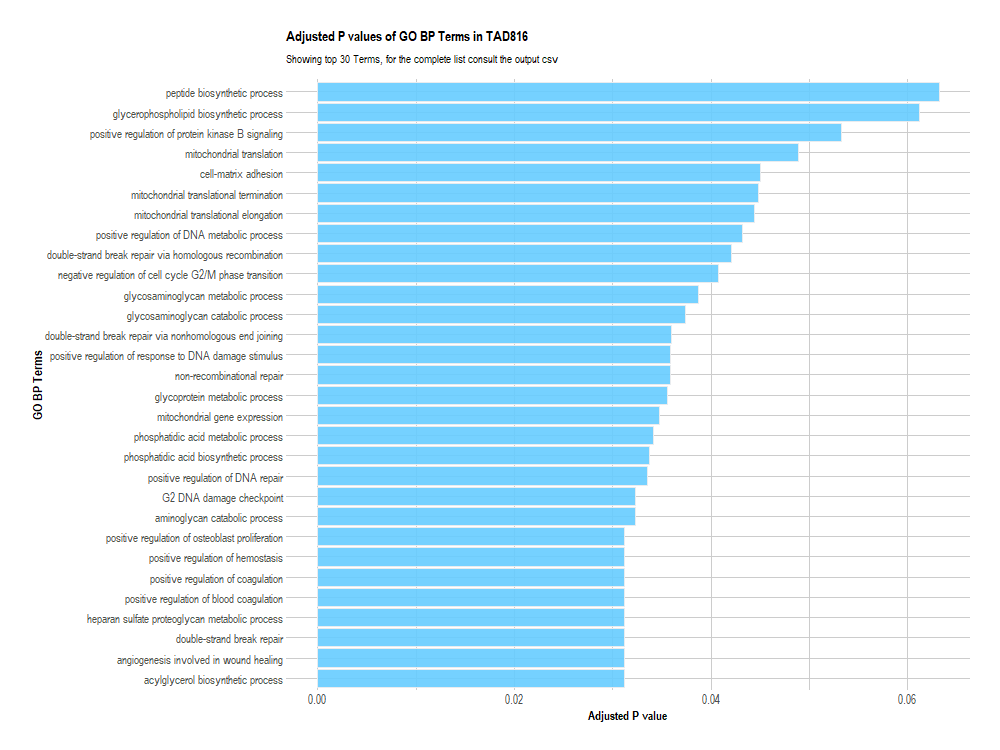 Adjusted P values of GO BP Terms in TAD816
Showing top 30 Terms, for the complete list consult the output csv
GO BP Terms
peptide biosynthetic process
glycerophospholipid biosynthetic process
positive regulation of protein kinase B signaling
mitochondrial translation
cell-matrix adhesion
mitochondrial translational termination
mitochondrial translational elongation
positive regulation of DNA metabolic process
double-strand break repair via homologous recombination
negative regulation of cell cycle G2/M phase transition
glycosaminoglycan metabolic process
glycosaminoglycan catabolic process
double-strand break repair via nonhomologous end joining
positive regulation of response to DNA damage stimulus
non-recombinational repair
glycoprotein metabolic process
mitochondrial gene expression
phosphatidic acid metabolic process
phosphatidic acid biosynthetic process
positive regulation of DNA repair
G2 DNA damage checkpoint
aminoglycan catabolic process
positive regulation of osteoblast proliferation
positive regulation of hemostasis
positive regulation of coagulation
positive regulation of blood coagulation
heparan sulfate proteoglycan metabolic process
double-strand break repair
angiogenesis involved in wound healing
acylglycerol biosynthetic process
0.00 0.02 0.04 0.06
Adjusted P value